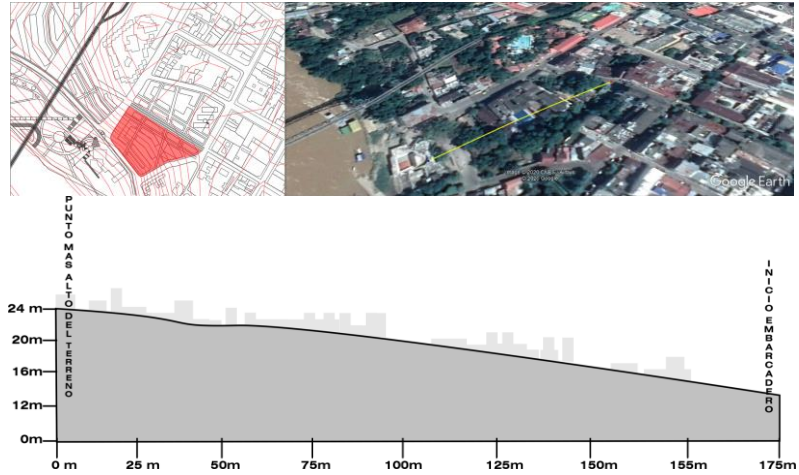 Google Earth
PUNTO MAS ALTO DEL TERRENO
INICIO EMBARCADERO
24 m
20m
16m
12m
0m
0 m
25 m
50m
75m
100m
125m
150m
155m
175m